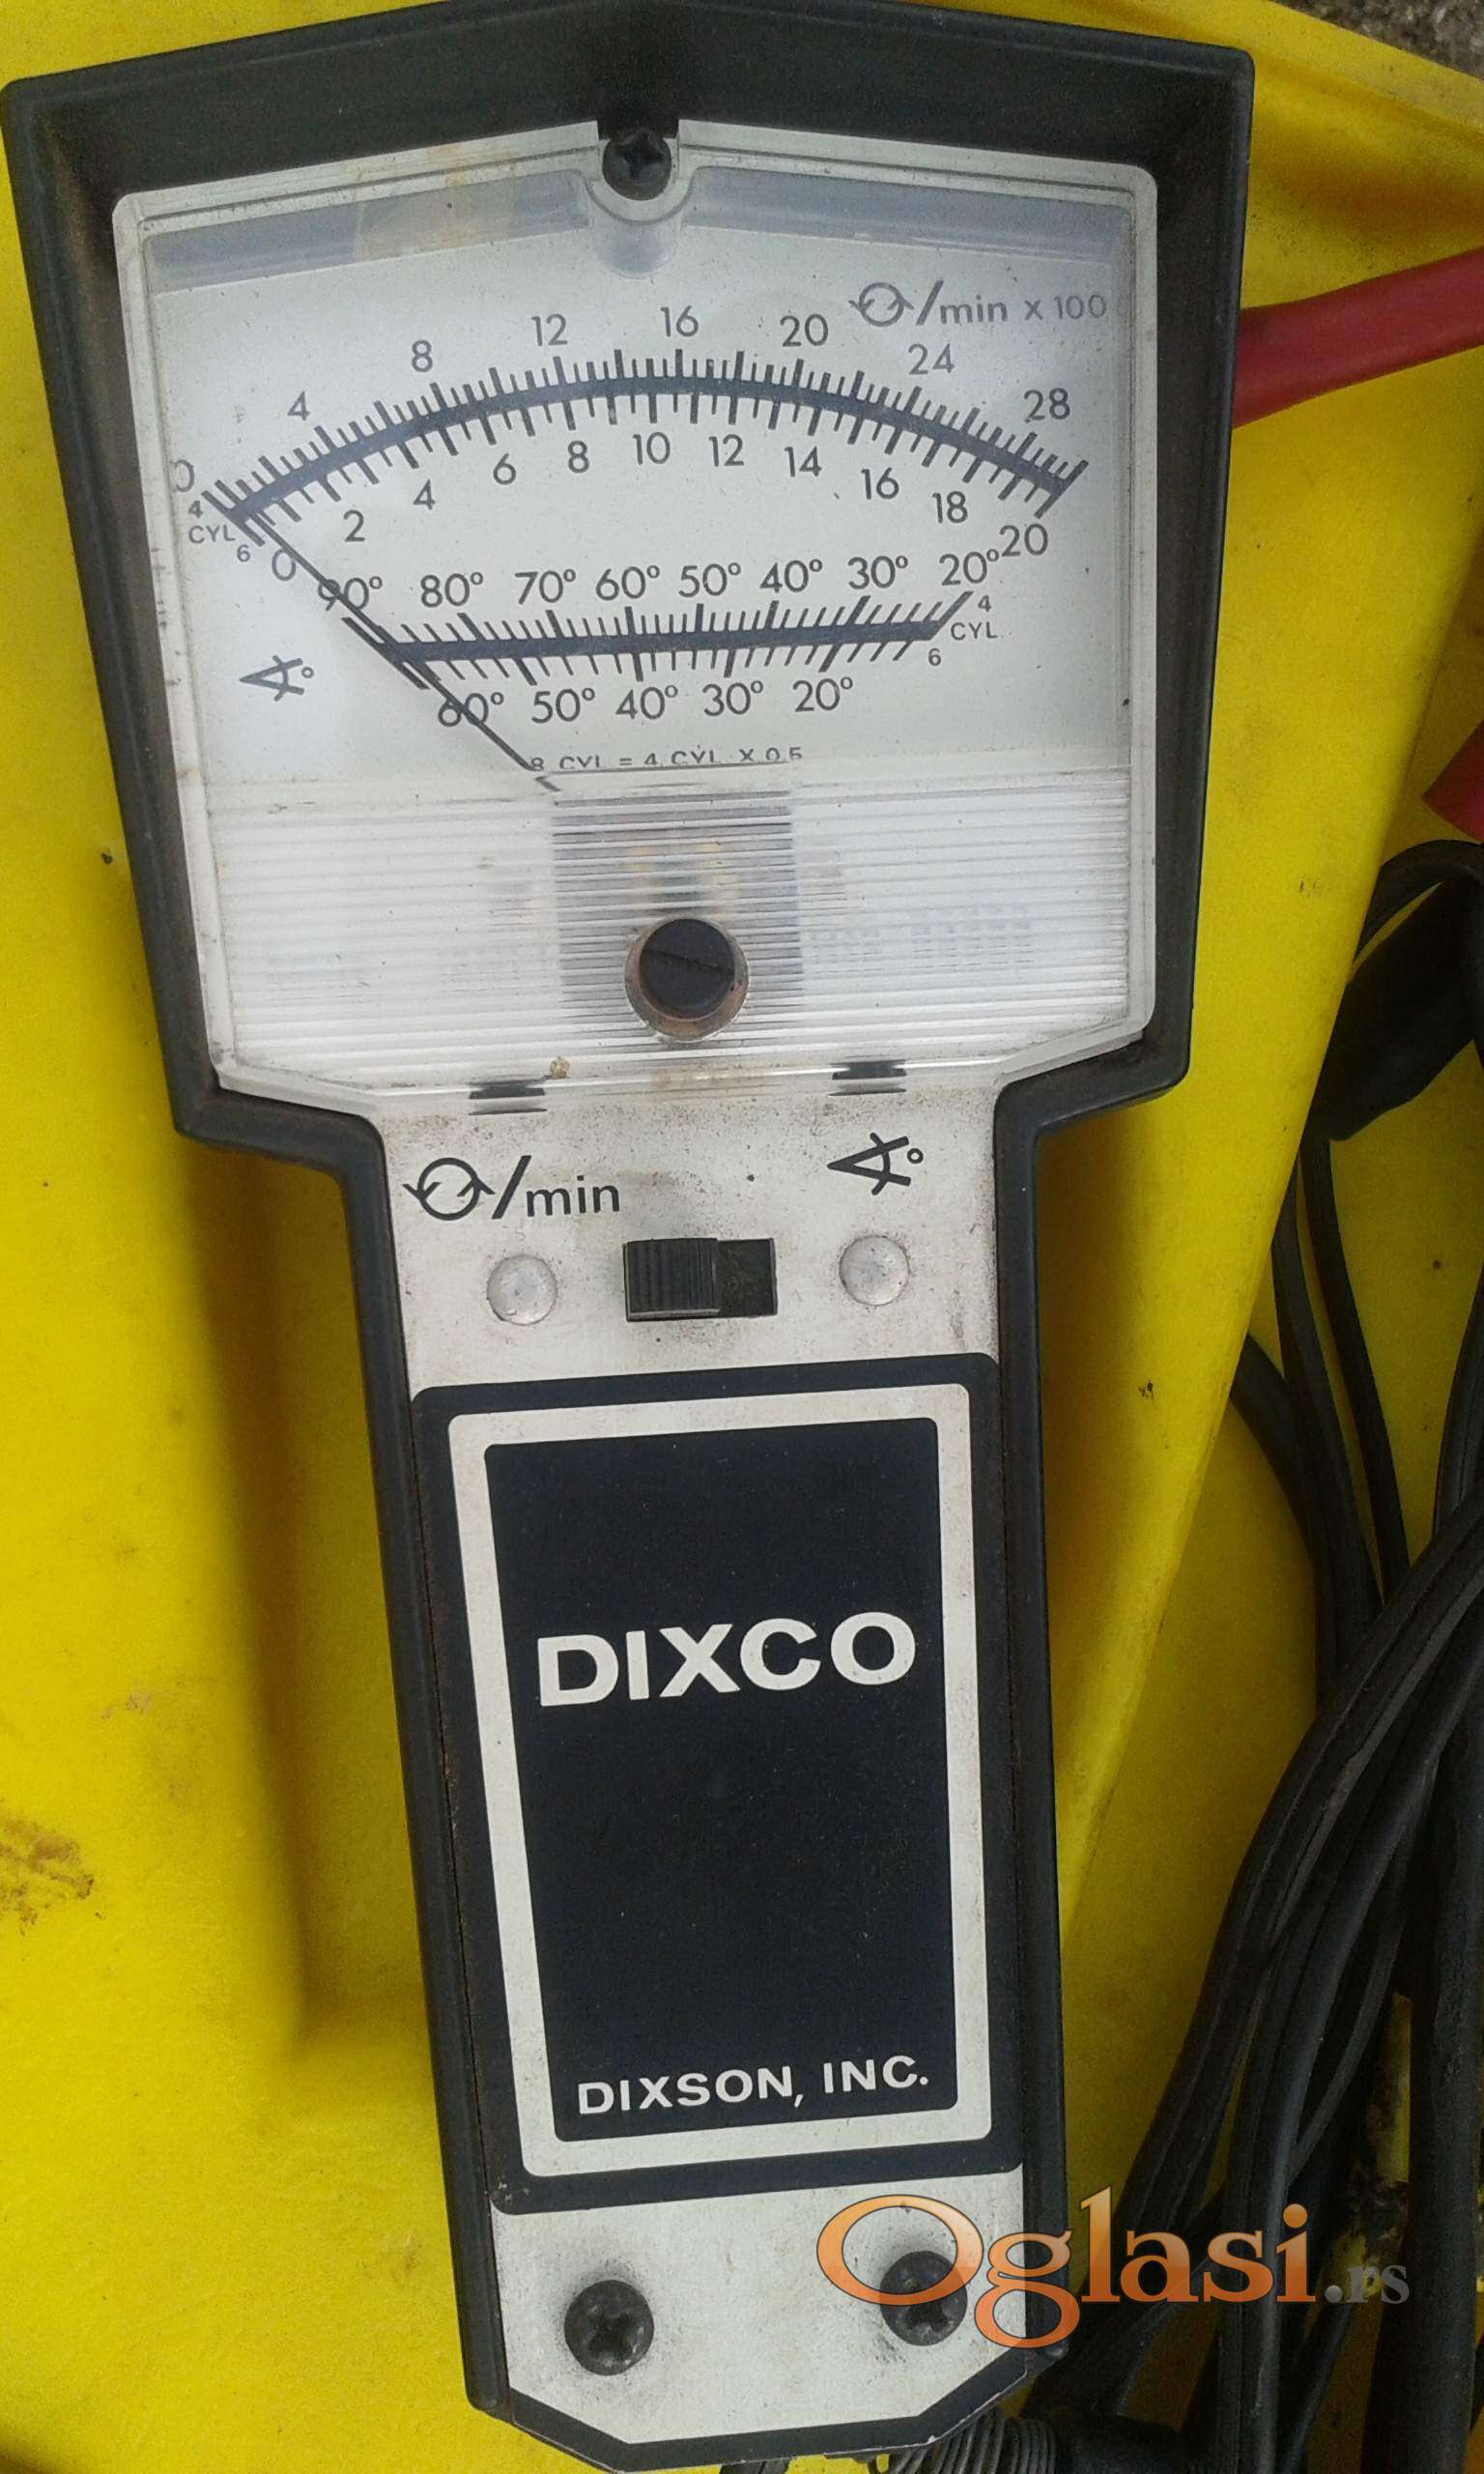 /min x 100
0 4 8 12 16 20 24 28
4
CYL
6
0 2 4 6 8 10 12 14 16 18 20
90° 80° 70° 60° 50° 40° 30° 20°
4
CYL.
6
60° 50° 40° 30° 20°
8 CYL = 4 CYL X 0.5
/min
DIXCO
DIXSON, INC.
Oglasi.rs